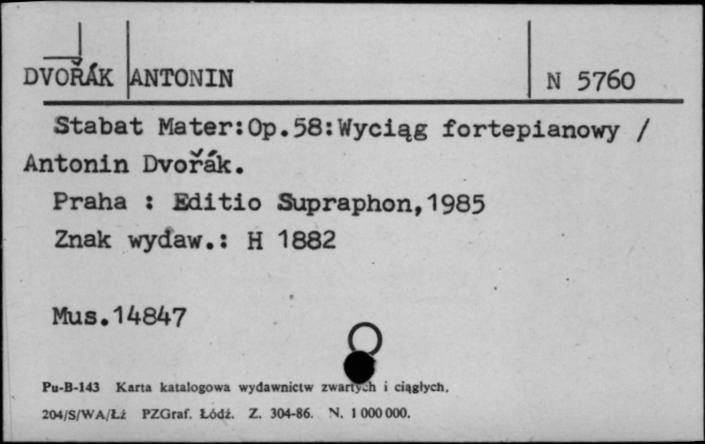 DVOŘÁK ANTONIN N 5760
Stabat Mater:Op.58:Wyciąg fortepianowy /
Antonin Dvořák.
Praha : Editio Supraphon,1985
Znak wydaw.: H 1882
Mus.14847
Pu-B-143 Karta katalogowa wydawnictw zwartych i ciągłych.
204/S/WA/Łź PZGraf. Łódź. Z. 304-86. N. 1 000 000.